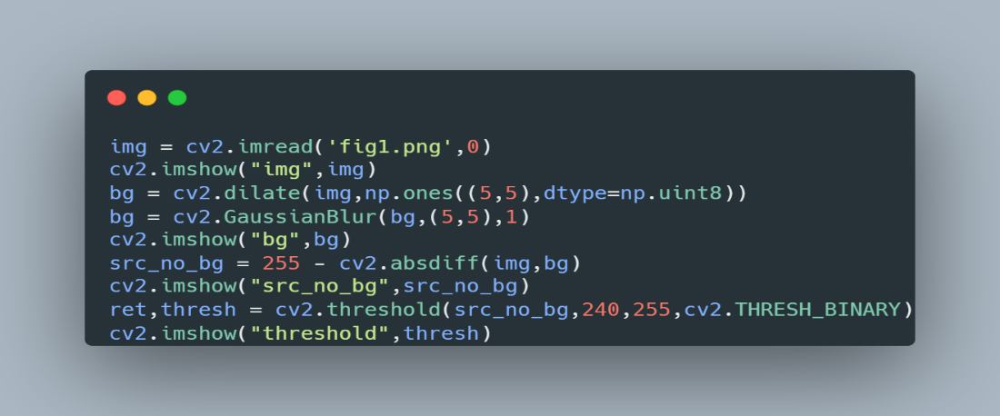 img = cv2.imread('fig1.png',0)
cv2.imshow("img",img)
bg = cv2.dilate(img,np.ones((5,5),dtype=np.uint8))
bg = cv2.GaussianBlur(bg,(5,5),1)
cv2.imshow("bg",bg)
src_no_bg = 255 - cv2.absdiff(img,bg)
cv2.imshow("src_no_bg",src_no_bg)
ret,thresh = cv2.threshold(src_no_bg,240,255,cv2.THRESH_BINARY)
cv2.imshow("threshold",thresh)